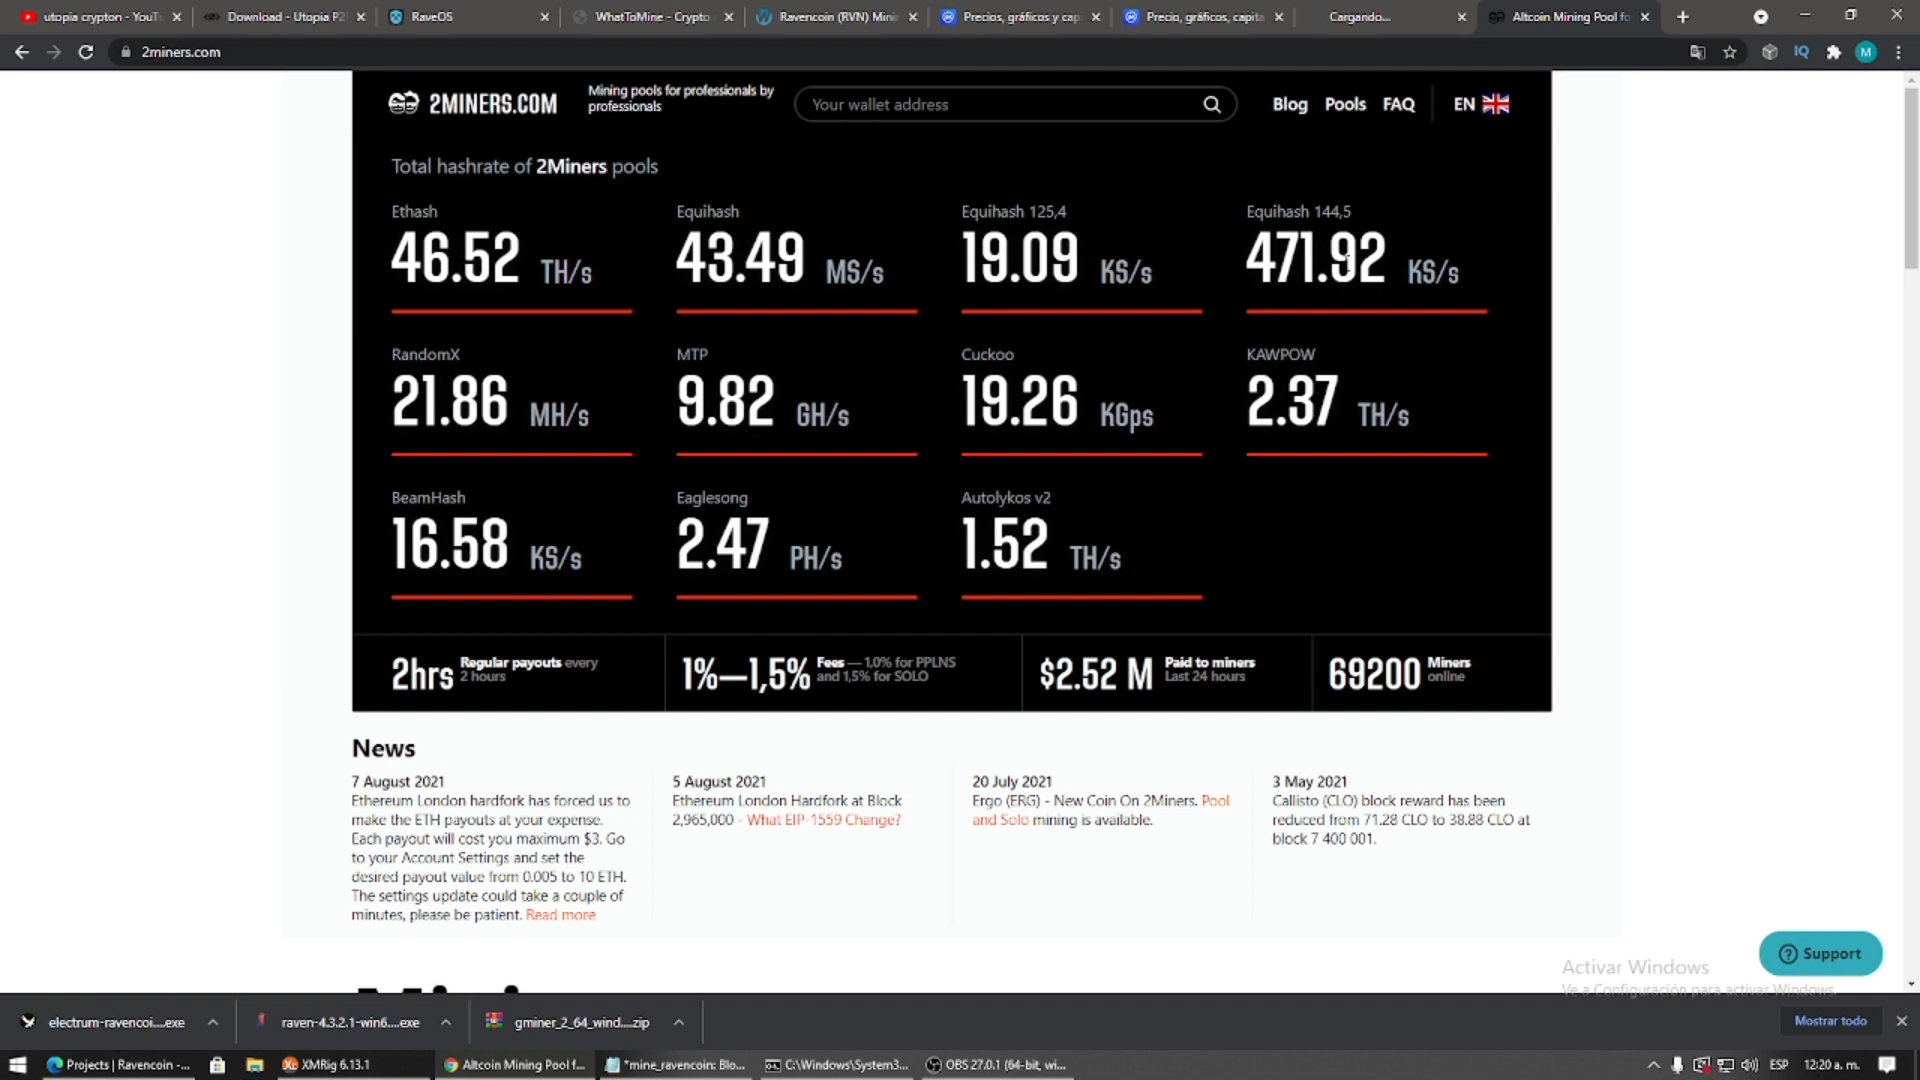 utopia crypton - YouT
Download - Utopia P2
RaveOS
WhatToMine - Crypto
Ravencoin (RVN) Mini
Precios, gráficos y cap
Precio, gráficos, capita
Cargando...
Altcoin Mining Pool fo
2miners.com
IQ
M
2MINERS.COM
Mining pools for professionals by
professionals
Your wallet address
Blog
Pools
FAQ
EN
Total hashrate of 2Miners pools
Ethash
Equihash
Equihash 125,4
Equihash 144,5
46.52 TH/s
43.49 MS/s
19.09 KS/s
471.92 KS/s
RandomX
MTP
Cuckoo
KAWPOW
21.86 MH/s
9.82 GH/s
19.26 KGps
2.37 TH/s
BeamHash
Eaglesong
Autolykos v2
16.58 KS/s
2.47 PH/s
1.52 TH/s
2hrs
Regular payouts every
2 hours
1%—1,5%
Fees — 1,0% for PPLNS
and 1,5% for SOLO
$2.52 M
Paid to miners
Last 24 hours
69200
Miners
online
News
7 August 2021
Ethereum London hardfork has forced us to
make the ETH payouts at your expense.
Each payout will cost you maximum $3. Go
to your Account Settings and set the
desired payout value from 0.005 to 10 ETH.
The settings update could take a couple of
minutes, please be patient. Read more
5 August 2021
Ethereum London Hardfork at Block
2,965,000 - What EIP-1559 Change?
20 July 2021
Ergo (ERG) - New Coin On 2Miners. Pool
and Solo mining is available.
3 May 2021
Callisto (CLO) block reward has been
reduced from 71.28 CLO to 38.88 CLO at
block 7 400 001.
Support
Activar Windows
Ve a Configuración para activar Windows.
electrum-ravencoi....exe
raven-4.3.2.1-win6....exe
gminer_2_64_wind....zip
Mostrar todo
Projects | Ravencoin -...
XMRig 6.13.1
Altcoin Mining Pool f...
*mine_ravencoin: Blo...
C:\Windows\System3...
OBS 27.0.1 (64-bit, wi...
ESP
12:20 a. m.